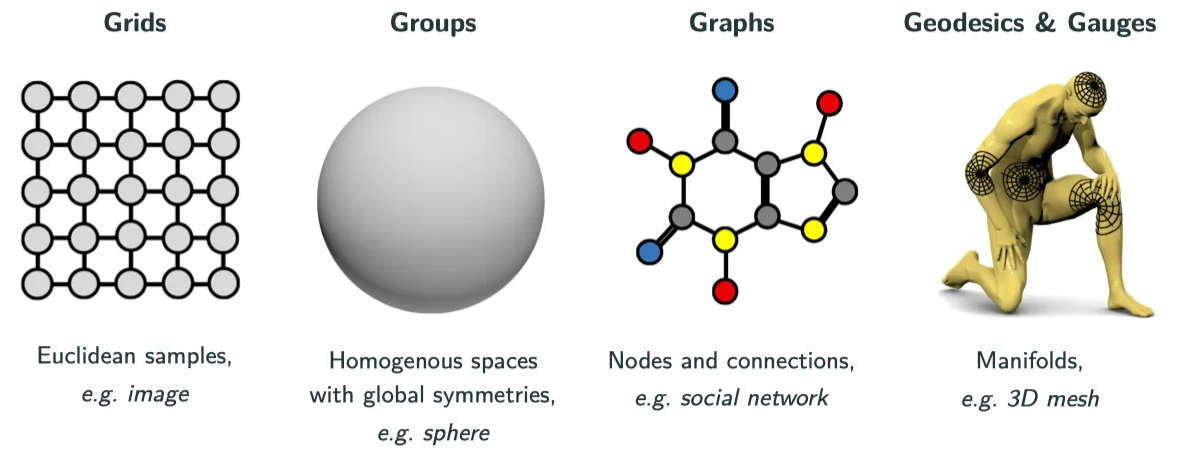 Grids
Groups
Graphs
Geodesics & Gauges
Euclidean samples,
e.g. image
Homogenous spaces
with global symmetries,
e.g. sphere
Nodes and connections,
e.g. social network
Manifolds,
e.g. 3D mesh